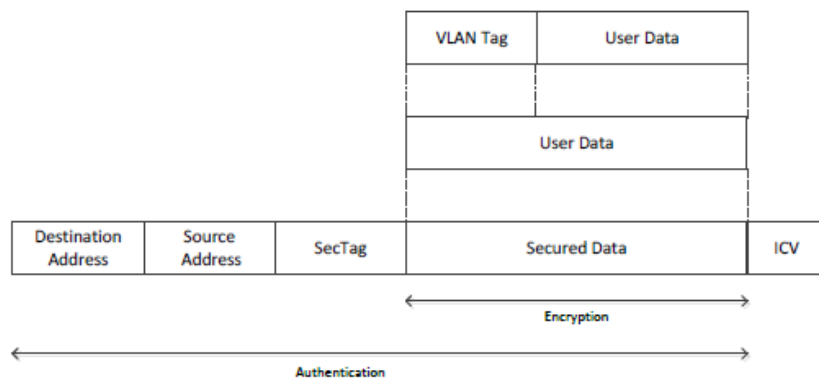 VLAN Tag
User Data
User Data
Destination
Address
Source
Address
SecTag
Secured Data
ICV
Encryption
Authentication